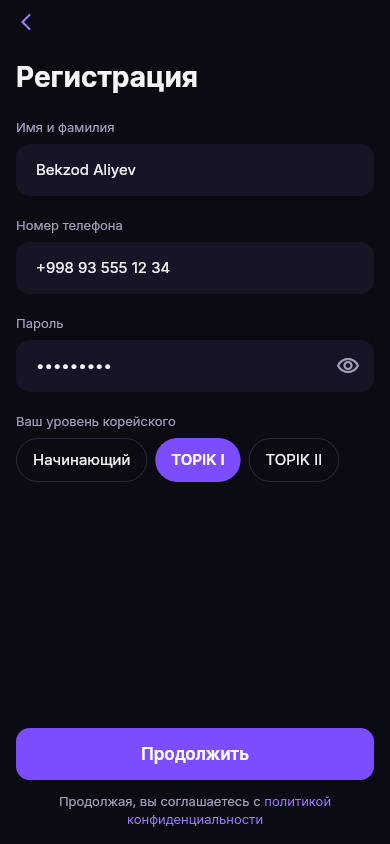 Регистрация
Имя и фамилия
Bekzod Aliyev
Номер телефона
+998 93 555 12 34
Пароль
•••••••••
Ваш уровень корейского
Начинающий TOPIK I TOPIK II
Продолжить
Продолжая, вы соглашаетесь с политикой
конфиденциальности